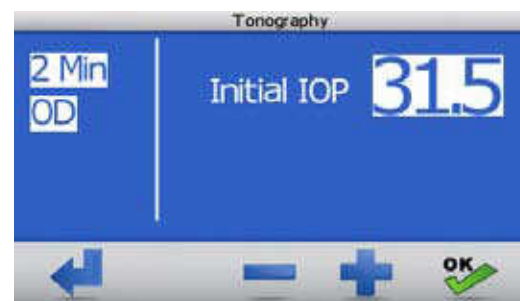 Tonography
2 Min
OD
Initial IOP 31.5
OK